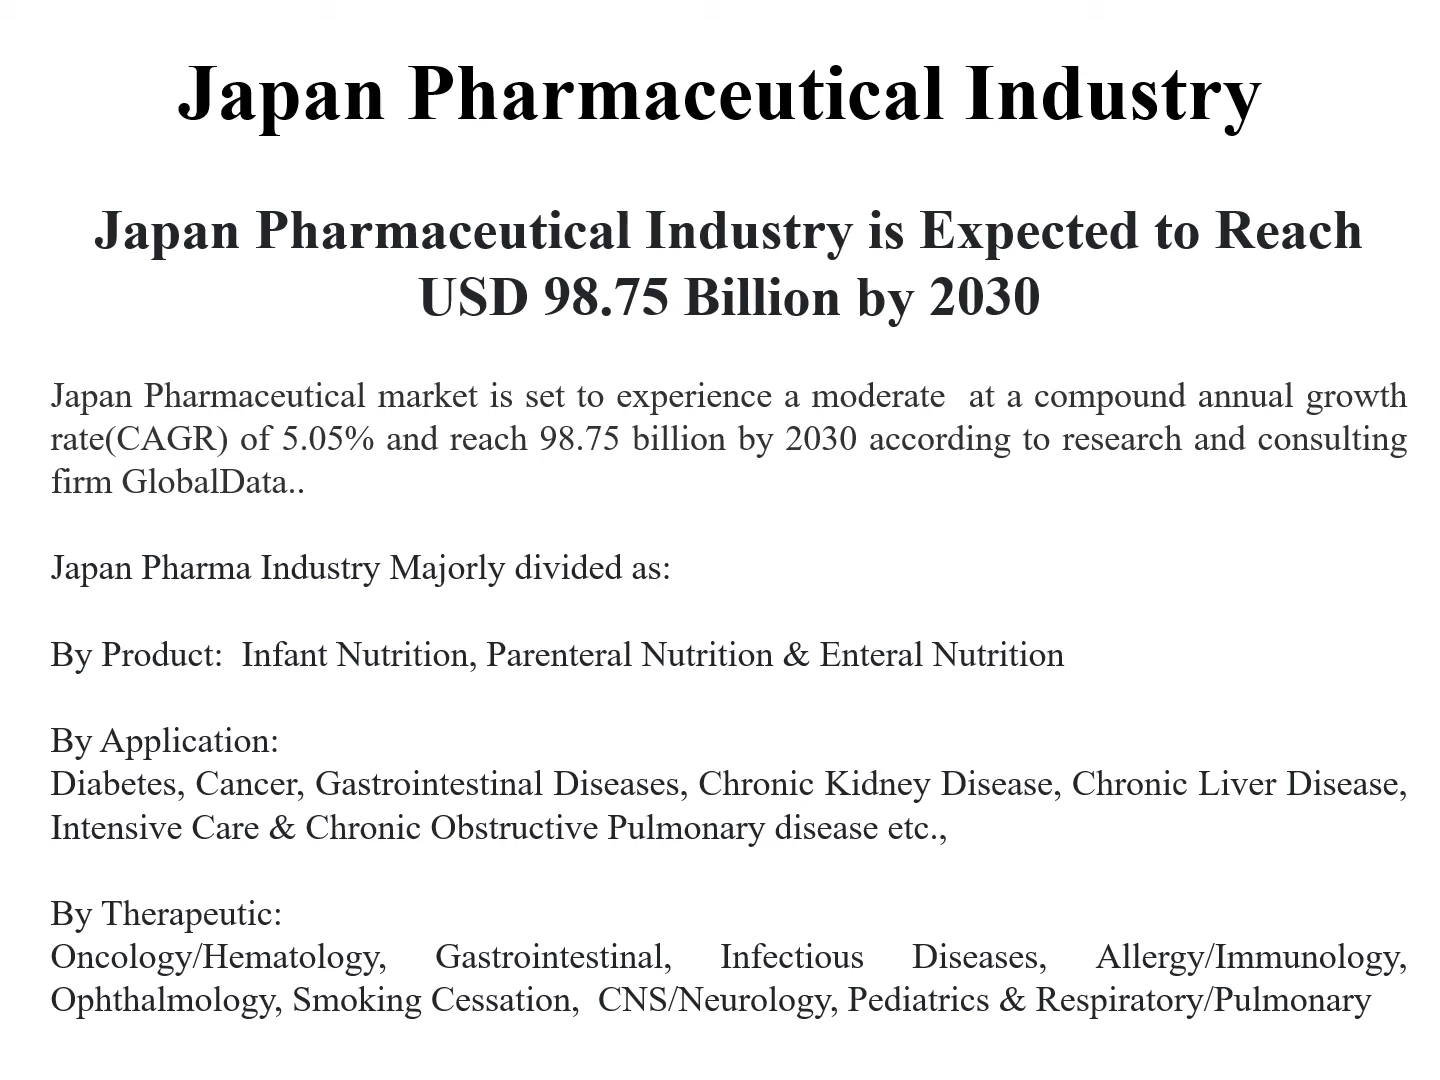 Japan Pharmaceutical Industry
Japan Pharmaceutical Industry is Expected to Reach
USD 98.75 Billion by 2030
Japan Pharmaceutical market is set to experience a moderate  at a compound annual growth
rate(CAGR) of 5.05% and reach 98.75 billion by 2030 according to research and consulting
firm GlobalData..
Japan Pharma Industry Majorly divided as:
By Product:  Infant Nutrition, Parenteral Nutrition & Enteral Nutrition
By Application:
Diabetes, Cancer, Gastrointestinal Diseases, Chronic Kidney Disease, Chronic Liver Disease,
Intensive Care & Chronic Obstructive Pulmonary disease etc.,
By Therapeutic:
Oncology/Hematology, Gastrointestinal, Infectious Diseases, Allergy/Immunology,
Ophthalmology, Smoking Cessation,  CNS/Neurology, Pediatrics & Respiratory/Pulmonary